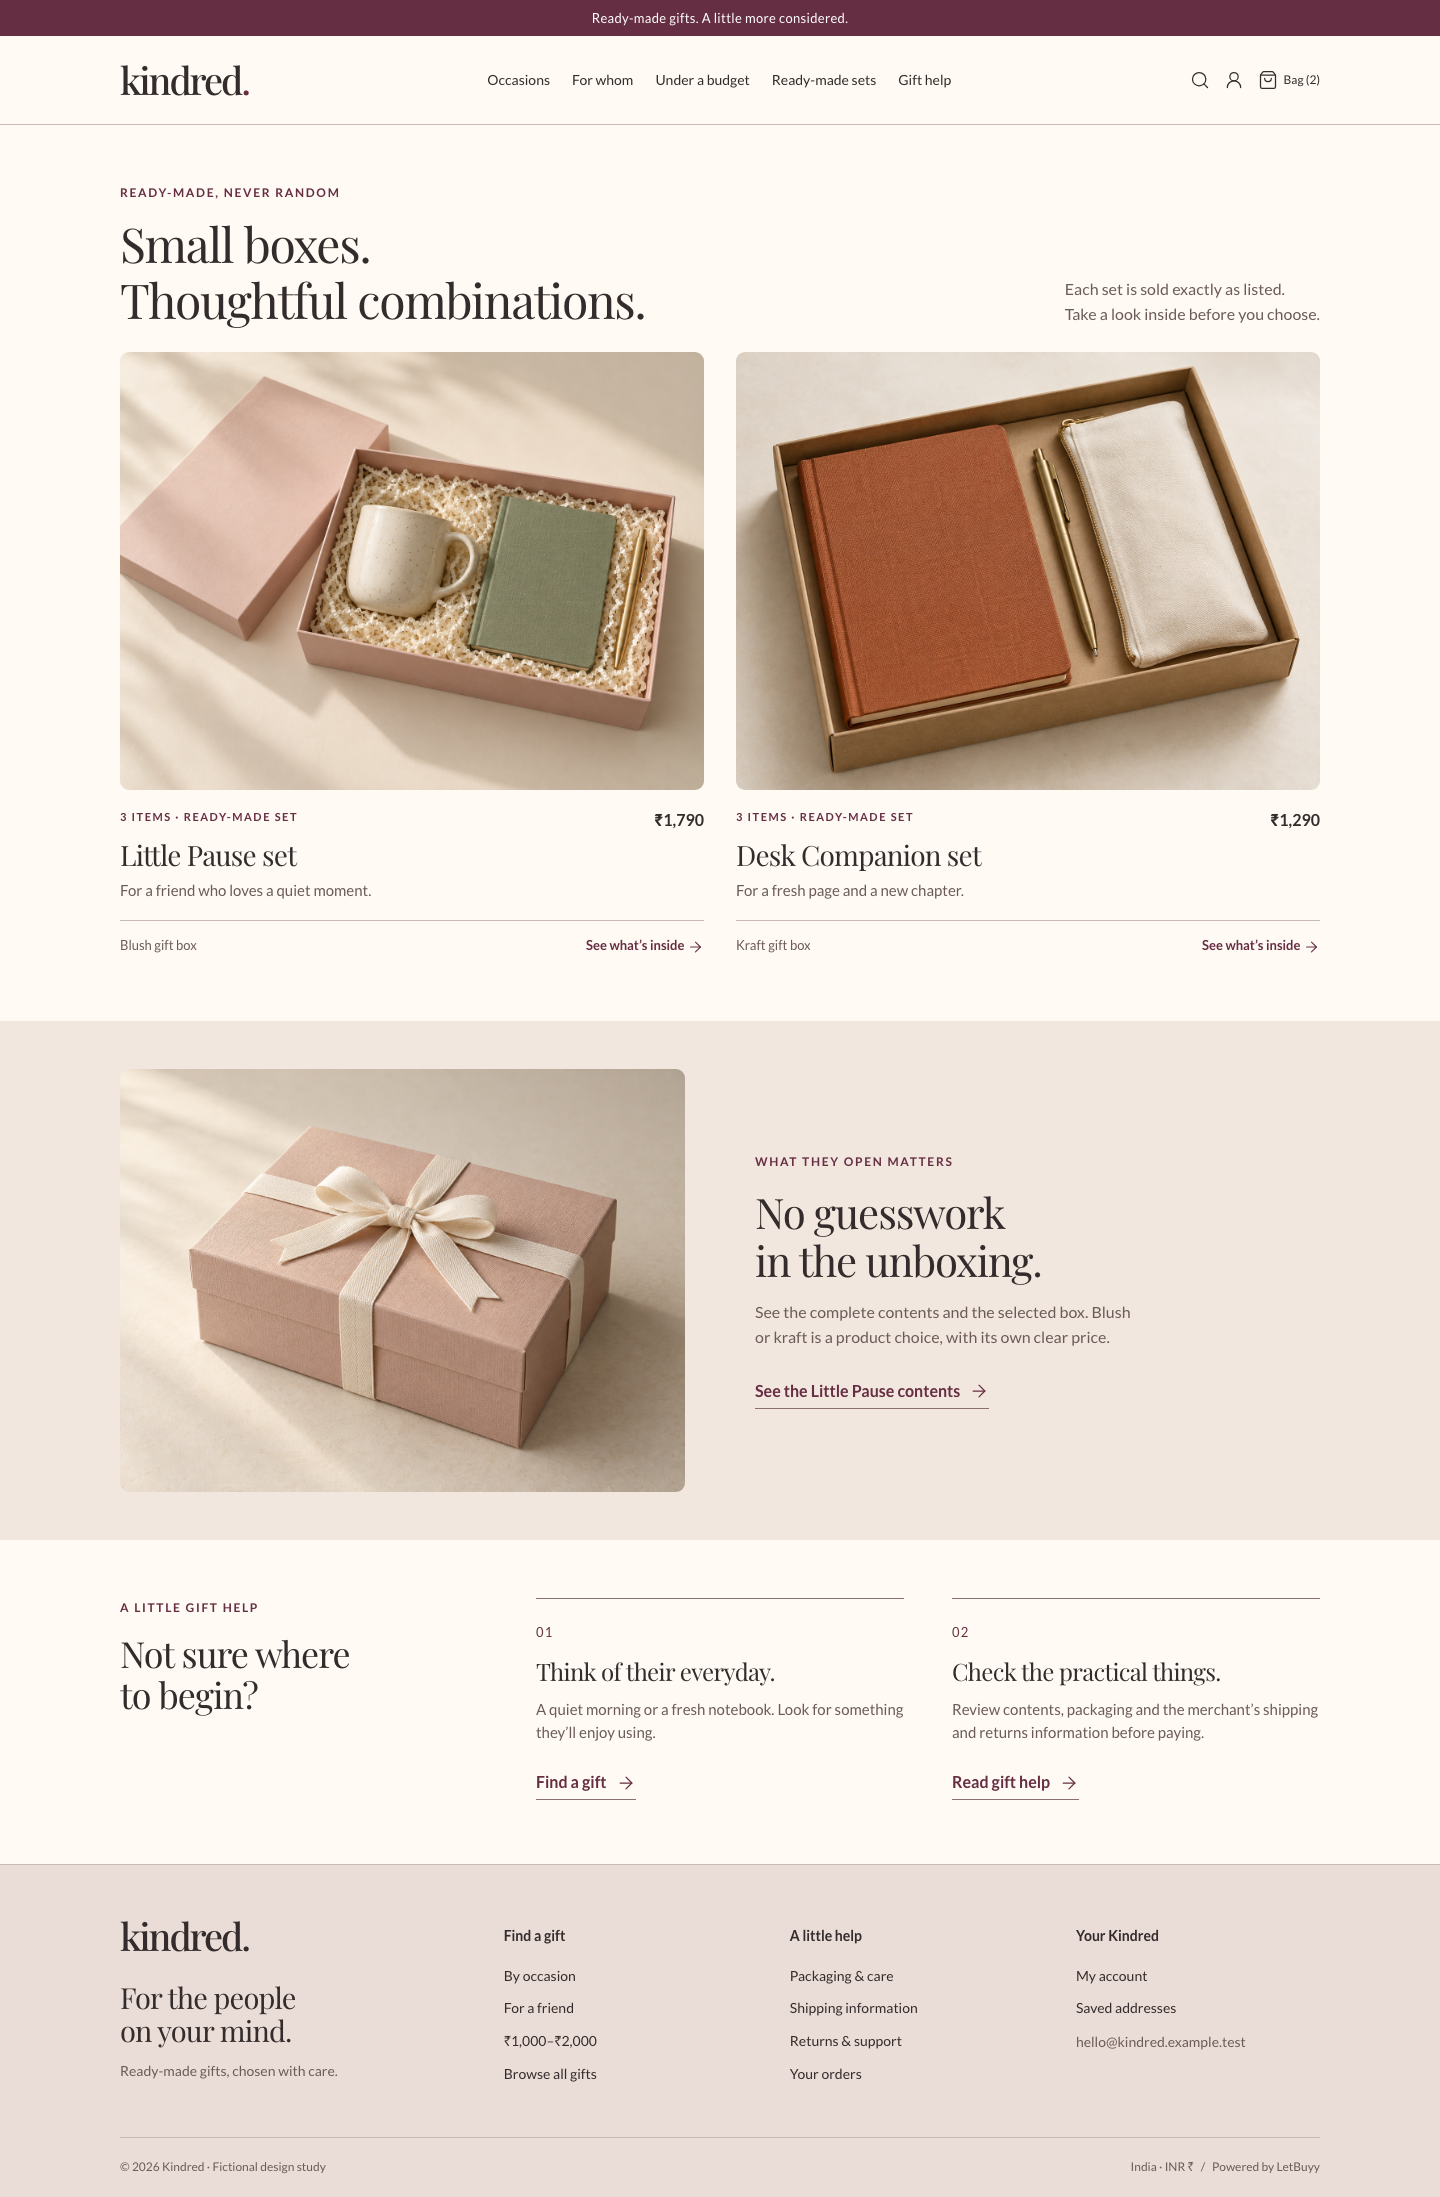 Ready-made gifts. A little more considered.
kindred.
Occasions
For whom
Under a budget
Ready-made sets
Gift help
Bag (2)
READY-MADE, NEVER RANDOM
Small boxes.
Thoughtful combinations.
Each set is sold exactly as listed.
Take a look inside before you choose.
3 ITEMS · READY-MADE SET
₹1,790
Little Pause set
For a friend who loves a quiet moment.
Blush gift box
See what’s inside
3 ITEMS · READY-MADE SET
₹1,290
Desk Companion set
For a fresh page and a new chapter.
Kraft gift box
See what’s inside
WHAT THEY OPEN MATTERS
No guesswork
in the unboxing.
See the complete contents and the selected box. Blush
or kraft is a product choice, with its own clear price.
See the Little Pause contents
A LITTLE GIFT HELP
Not sure where
to begin?
01
Think of their everyday.
A quiet morning or a fresh notebook. Look for something
they’ll enjoy using.
Find a gift
02
Check the practical things.
Review contents, packaging and the merchant’s shipping
and returns information before paying.
Read gift help
kindred.
For the people
on your mind.
Ready-made gifts, chosen with care.
Find a gift
By occasion
For a friend
₹1,000–₹2,000
Browse all gifts
A little help
Packaging & care
Shipping information
Returns & support
Your orders
Your Kindred
My account
Saved addresses
hello@kindred.example.test
© 2026 Kindred · Fictional design study
India · INR ₹ / Powered by LetBuyy